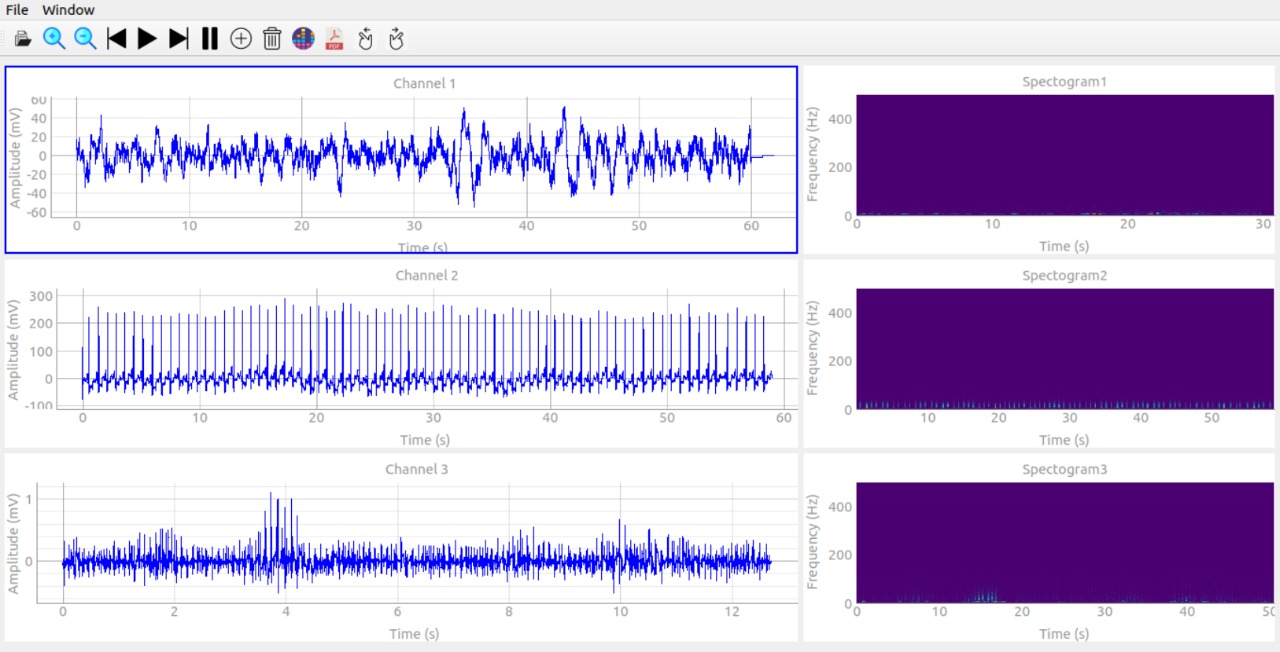 File Window
PDF
Channel 1
Amplitude (mV)
60
40
20
0
-20
-40
-60
0 10 20 30 40 50 60
Time (s)
Spectogram1
Frequency (Hz)
400
200
0
0 10 20 30
Time (s)
Channel 2
Amplitude (mV)
300
200
100
0
-100
0 10 20 30 40 50 60
Time (s)
Spectogram2
Frequency (Hz)
400
200
0
10 20 30 40 50
Time (s)
Channel 3
Amplitude (mV)
1
0
0 2 4 6 8 10 12
Time (s)
Spectogram3
Frequency (Hz)
400
200
0
0 10 20 30 40 50
Time (s)